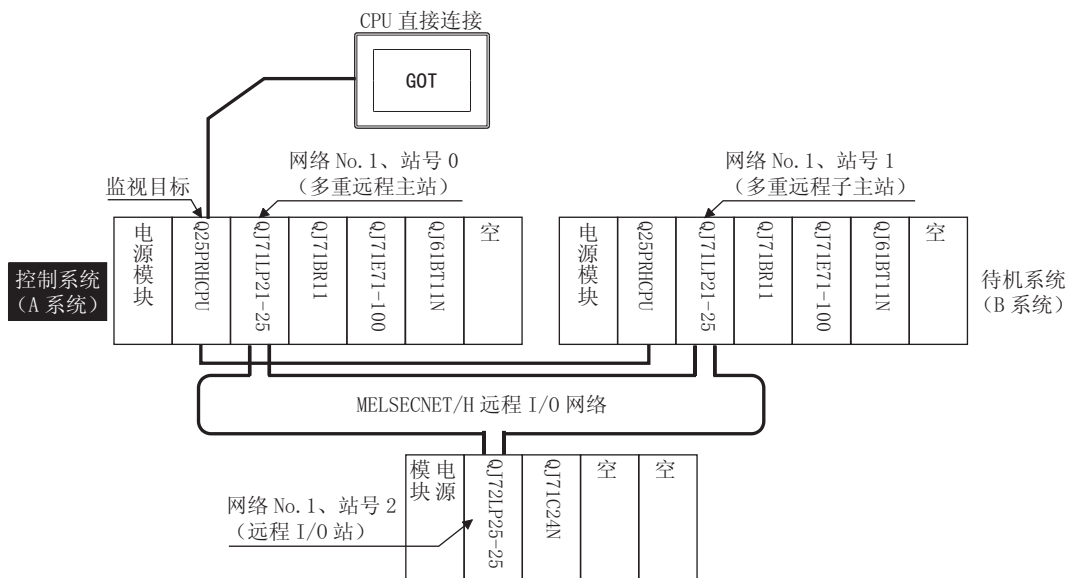 CPU 直接连接
GOT
网络 No. 1、站号 0
（多重远程主站）
网络 No. 1、站号 1
（多重远程子主站）
监视目标
控制系统
（A 系统）
电源模块
Q25PRHCPU
QJ71LP21-25
QJ71BR11
QJ71E71-100
QJ61BT11N
空
电源模块
Q25PRHCPU
QJ71LP21-25
QJ71BR11
QJ71E71-100
QJ61BT11N
空
待机系统
（B 系统）
MELSECNET/H 远程 I/O 网络
网络 No. 1、站号 2
（远程 I/O 站）
电源
模块
QJ72LP25-25
QJ71C24N
空
空